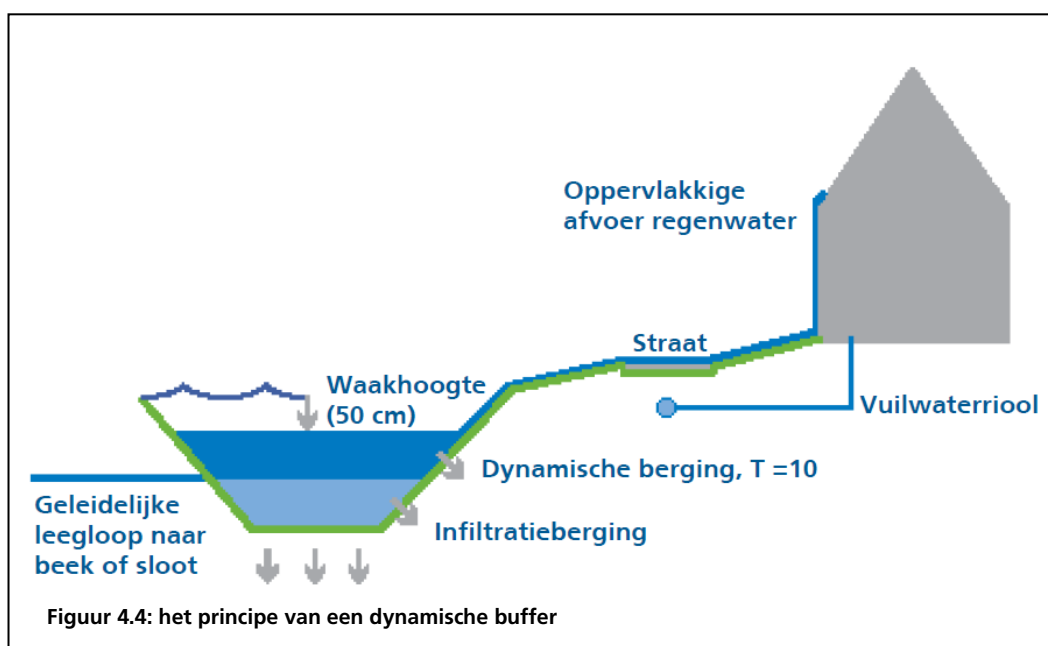 Oppervlakkige
afvoer regenwater
Straat
Waakhoogte
(50 cm)
Vuilwaterriool
Dynamische berging, T =10
Geleidelijke
leegloop naar
beek of sloot
Infiltratieberging
Figuur 4.4: het principe van een dynamische buffer